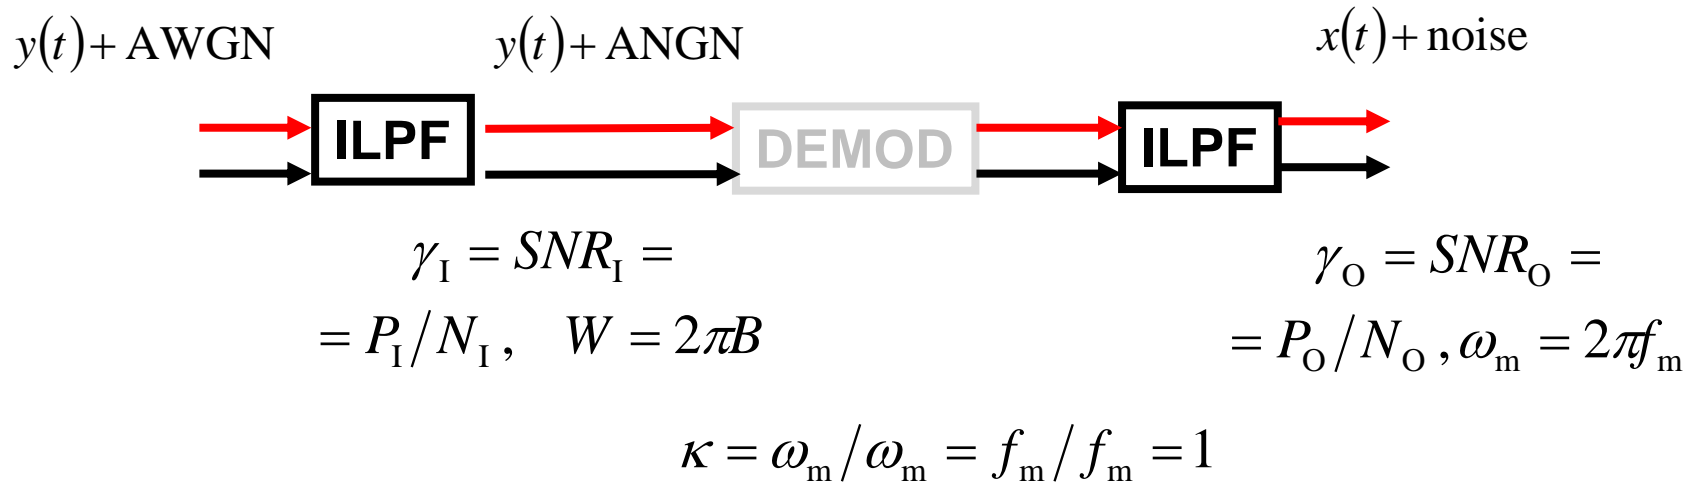 y(t)+ AWGN y(t)+ ANGN x(t)+ noise
ILPF DEMOD ILPF
γ_I = SNR_I = γ_O = SNR_O =
= P_I/N_I , W = 2πB = P_O/N_O , ω_m = 2πf_m
κ = ω_m/ω_m = f_m/f_m = 1